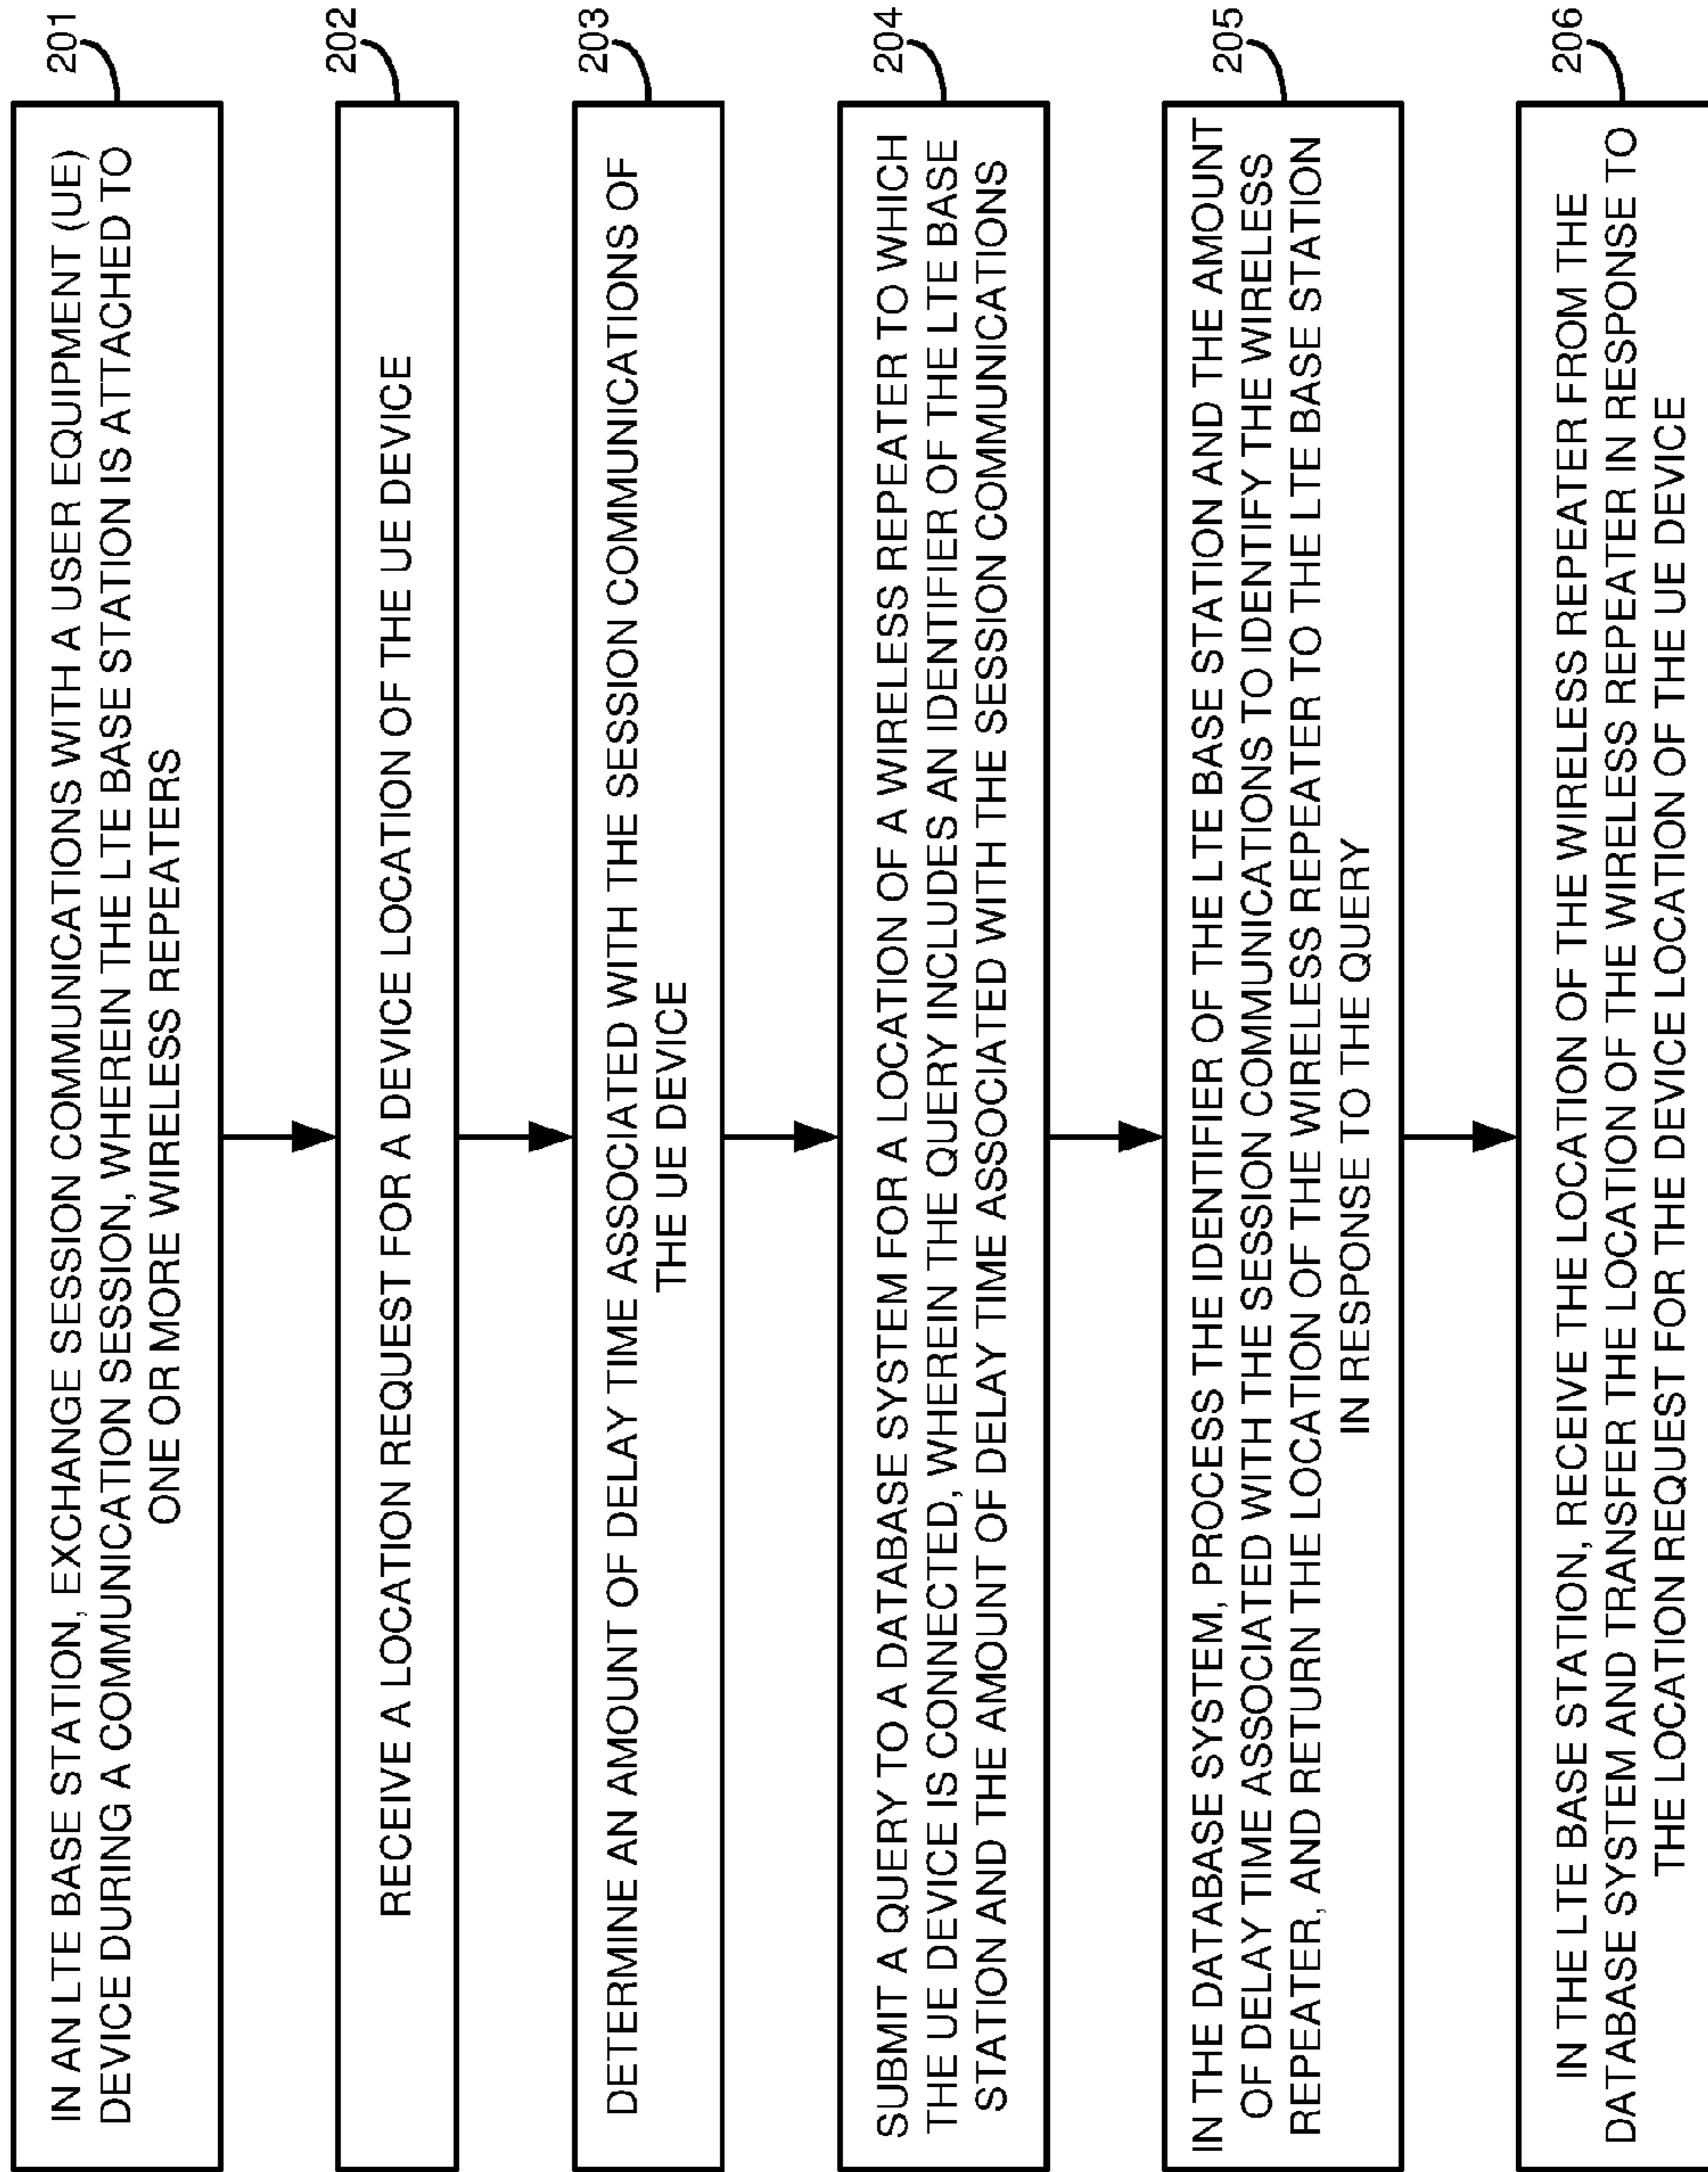 201
IN AN LTE BASE STATION, EXCHANGE SESSION COMMUNICATIONS WITH A USER EQUIPMENT (UE)
DEVICE DURING A COMMUNICATION SESSION, WHEREIN THE LTE BASE STATION IS ATTACHED TO
ONE OR MORE WIRELESS REPEATERS
202
RECEIVE A LOCATION REQUEST FOR A DEVICE LOCATION OF THE UE DEVICE
203
DETERMINE AN AMOUNT OF DELAY TIME ASSOCIATED WITH THE SESSION COMMUNICATIONS OF
THE UE DEVICE
204
SUBMIT A QUERY TO A DATABASE SYSTEM FOR A LOCATION OF A WIRELESS REPEATER TO WHICH
THE UE DEVICE IS CONNECTED, WHEREIN THE QUERY INCLUDES AN IDENTIFIER OF THE LTE BASE
STATION AND THE AMOUNT OF DELAY TIME ASSOCIATED WITH THE SESSION COMMUNICATIONS
205
IN THE DATABASE SYSTEM, PROCESS THE IDENTIFIER OF THE LTE BASE STATION AND THE AMOUNT
OF DELAY TIME ASSOCIATED WITH THE SESSION COMMUNICATIONS TO IDENTIFY THE WIRELESS
REPEATER, AND RETURN THE LOCATION OF THE WIRELESS REPEATER TO THE LTE BASE STATION
IN RESPONSE TO THE QUERY
206
IN THE LTE BASE STATION, RECEIVE THE LOCATION OF THE WIRELESS REPEATER FROM THE
DATABASE SYSTEM AND TRANSFER THE LOCATION OF THE WIRELESS REPEATER IN RESPONSE TO
THE LOCATION REQUEST FOR THE DEVICE LOCATION OF THE UE DEVICE